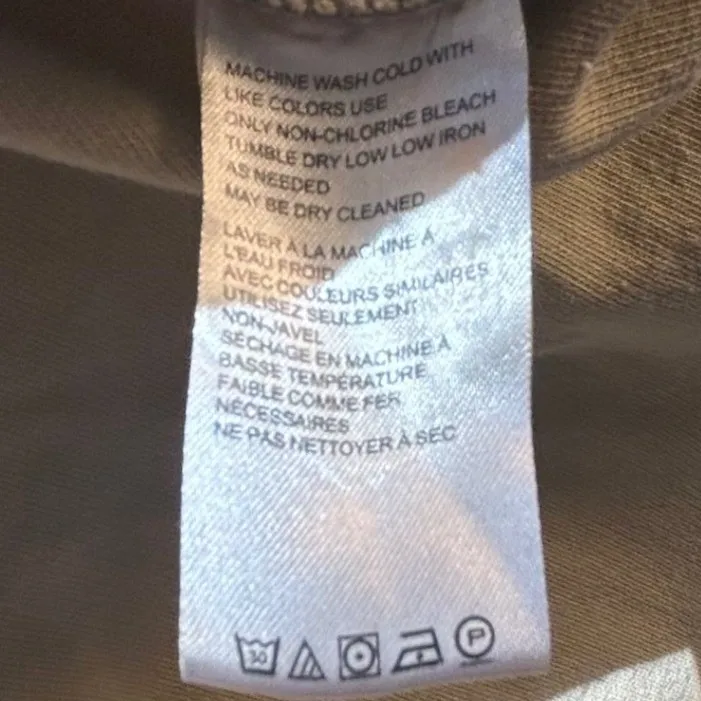 MACHINE WASH COLD WITH
LIKE COLORS USE
ONLY NON-CHLORINE BLEACH
TUMBLE DRY LOW LOW IRON
AS NEEDED
MAY BE DRY CLEANED
LAVER À LA MACHINE À
L'EAU FROID
AVEC COULEURS SIMILAIRES
UTILISEZ SEULEMENT
NON-JAVEL
SÉCHAGE EN MACHINE À
BASSE TEMPÉRATURE
FAIBLE COMME FER
NÉCESSAIRES
NE PAS NETTOYER À SEC
30 P